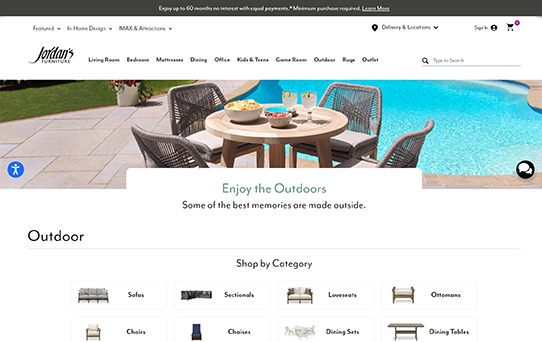 Enjoy up to 60 months no interest with equal payments.* Minimum purchase required. Learn More
Featured In-Home Design IMAX & Attractions Delivery & Locations Sign In
Jordan's
FURNITURE
Living Room Bedroom Mattresses Dining Office Kids & Teens Game Room Outdoor Rugs Outlet Type to Search
Enjoy the Outdoors
Some of the best memories are made outside.
Outdoor
Shop by Category
Sofas Sectionals Loveseats Ottomans
Chairs Chaises Dining Sets Dining Tables